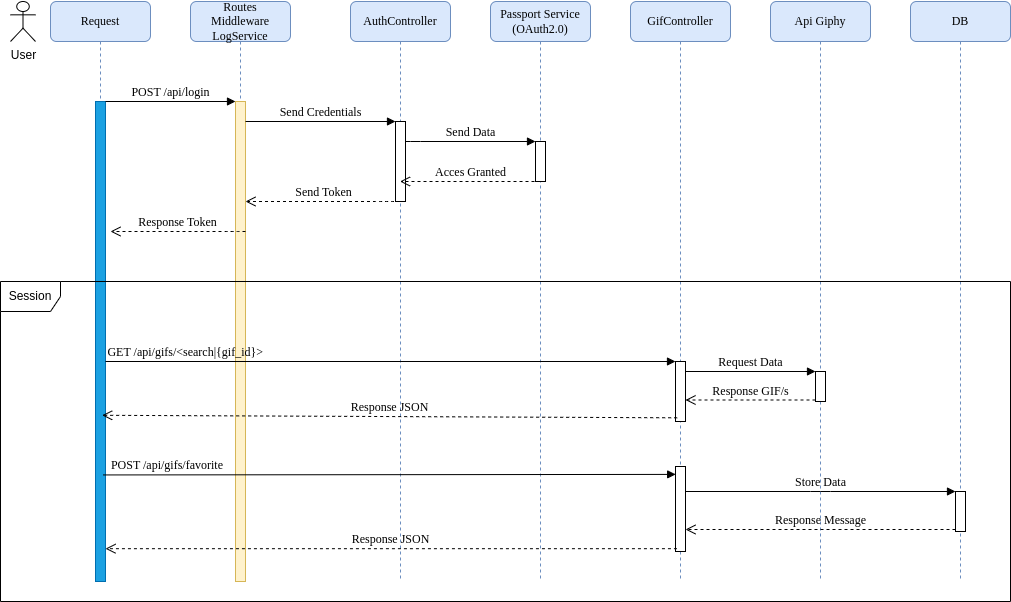 User
Request
Routes
Middleware
LogService
AuthController
Passport Service
(OAuth2.0)
GifController
Api Giphy
DB
POST /api/login
Send Credentials
Send Data
Acces Granted
Send Token
Response Token
Session
GET /api/gifs/<search|{gif_id}>
Request Data
Response GIF/s
Response JSON
POST /api/gifs/favorite
Store Data
Response Message
Response JSON